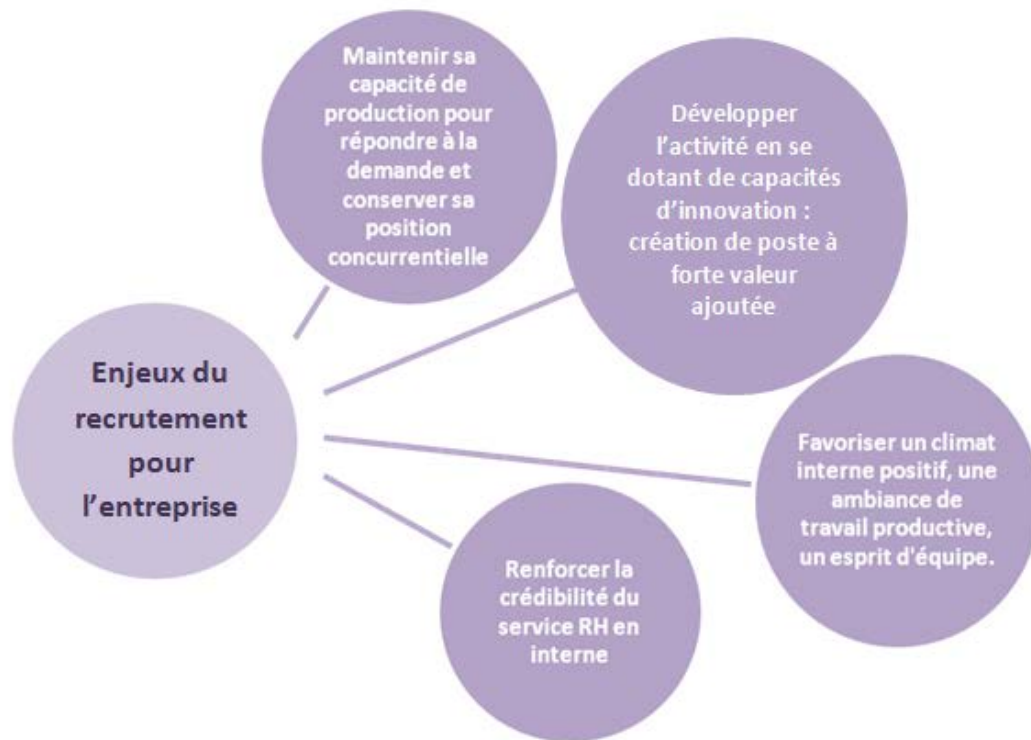 Maintenir sa
capacité de
production pour
répondre à la
demande et
conserver sa
position
concurrentielle
Développer
l’activité en se
dotant de capacités
d’innovation :
création de poste à
forte valeur
ajoutée
Enjeux du
recrutement
pour
l’entreprise
Favoriser un climat
interne positif, une
ambiance de
travail productive,
un esprit d'équipe.
Renforcer la
crédibilité du
service RH en
interne